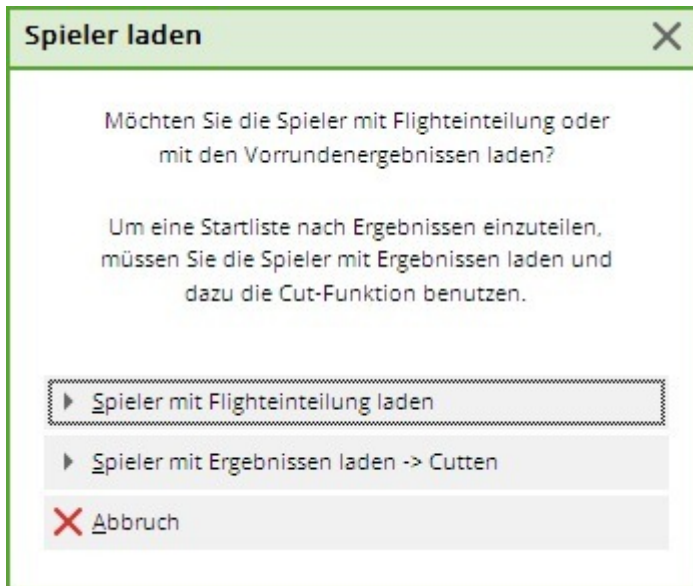 Spieler laden
Möchten Sie die Spieler mit Flighteinteilung oder
mit den Vorrundenergebnissen laden?
Um eine Startliste nach Ergebnissen einzuteilen,
müssen Sie die Spieler mit Ergebnissen laden und
dazu die Cut-Funktion benutzen.
Spieler mit Flighteinteilung laden
Spieler mit Ergebnissen laden -> Cutten
Abbruch